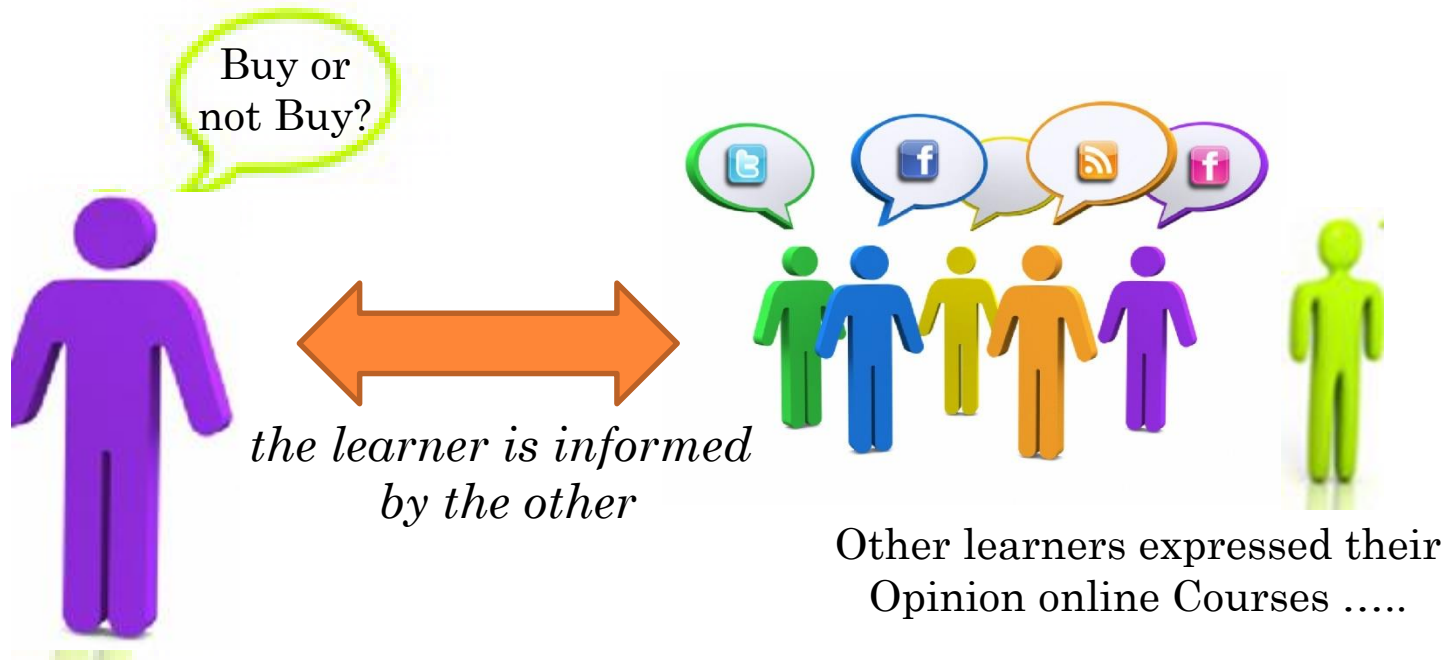 Buy or
not Buy?
the learner is informed
by the other
Other learners expressed their
Opinion online Courses …..